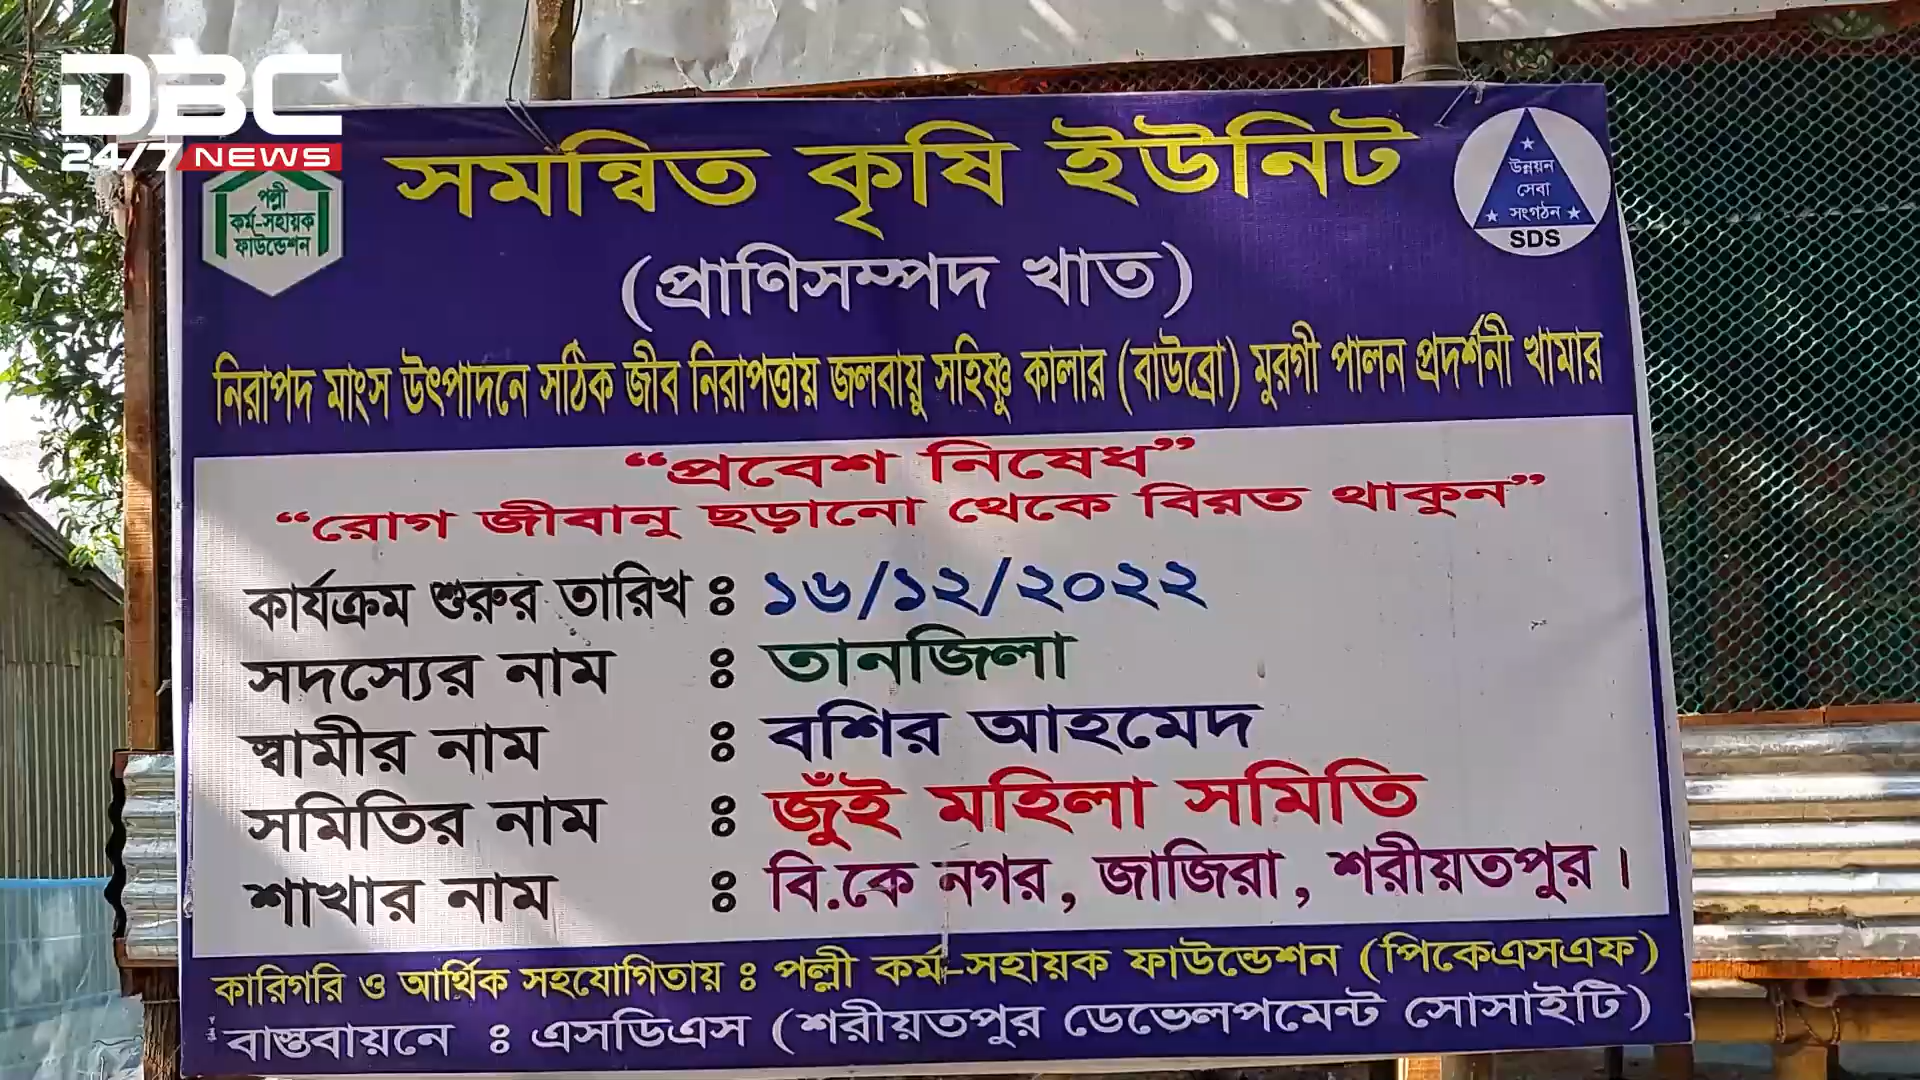 DBC
24/7 NEWS
পল্লী
কর্ম-সহায়ক
ফাউন্ডেশন
সমন্বিত কৃষি ইউনিট
উন্নয়ন
সেবা
সংগঠন
SDS
(প্রাণিসম্পদ খাত)
নিরাপদ মাংস উৎপাদনে সঠিক জীব নিরাপত্তায় জলবায়ু সহিষ্ণু কালার (বাউব্রো) মুরগী পালন প্রদর্শনী খামার
“প্রবেশ নিষেধ”
“রোগ জীবানু ছড়ানো থেকে বিরত থাকুন”
কার্যক্রম শুরুর তারিখ : ১৬/১২/২০২২
সদস্যের নাম : তানজিলা
স্বামীর নাম : বশির আহমেদ
সমিতির নাম : জুঁই মহিলা সমিতি
শাখার নাম : বি.কে নগর, জাজিরা, শরীয়তপুর।
কারিগরি ও আর্থিক সহযোগিতায় : পল্লী কর্ম-সহায়ক ফাউন্ডেশন (পিকেএসএফ)
বাস্তবায়নে : এসডিএস (শরীয়তপুর ডেভেলপমেন্ট সোসাইটি)